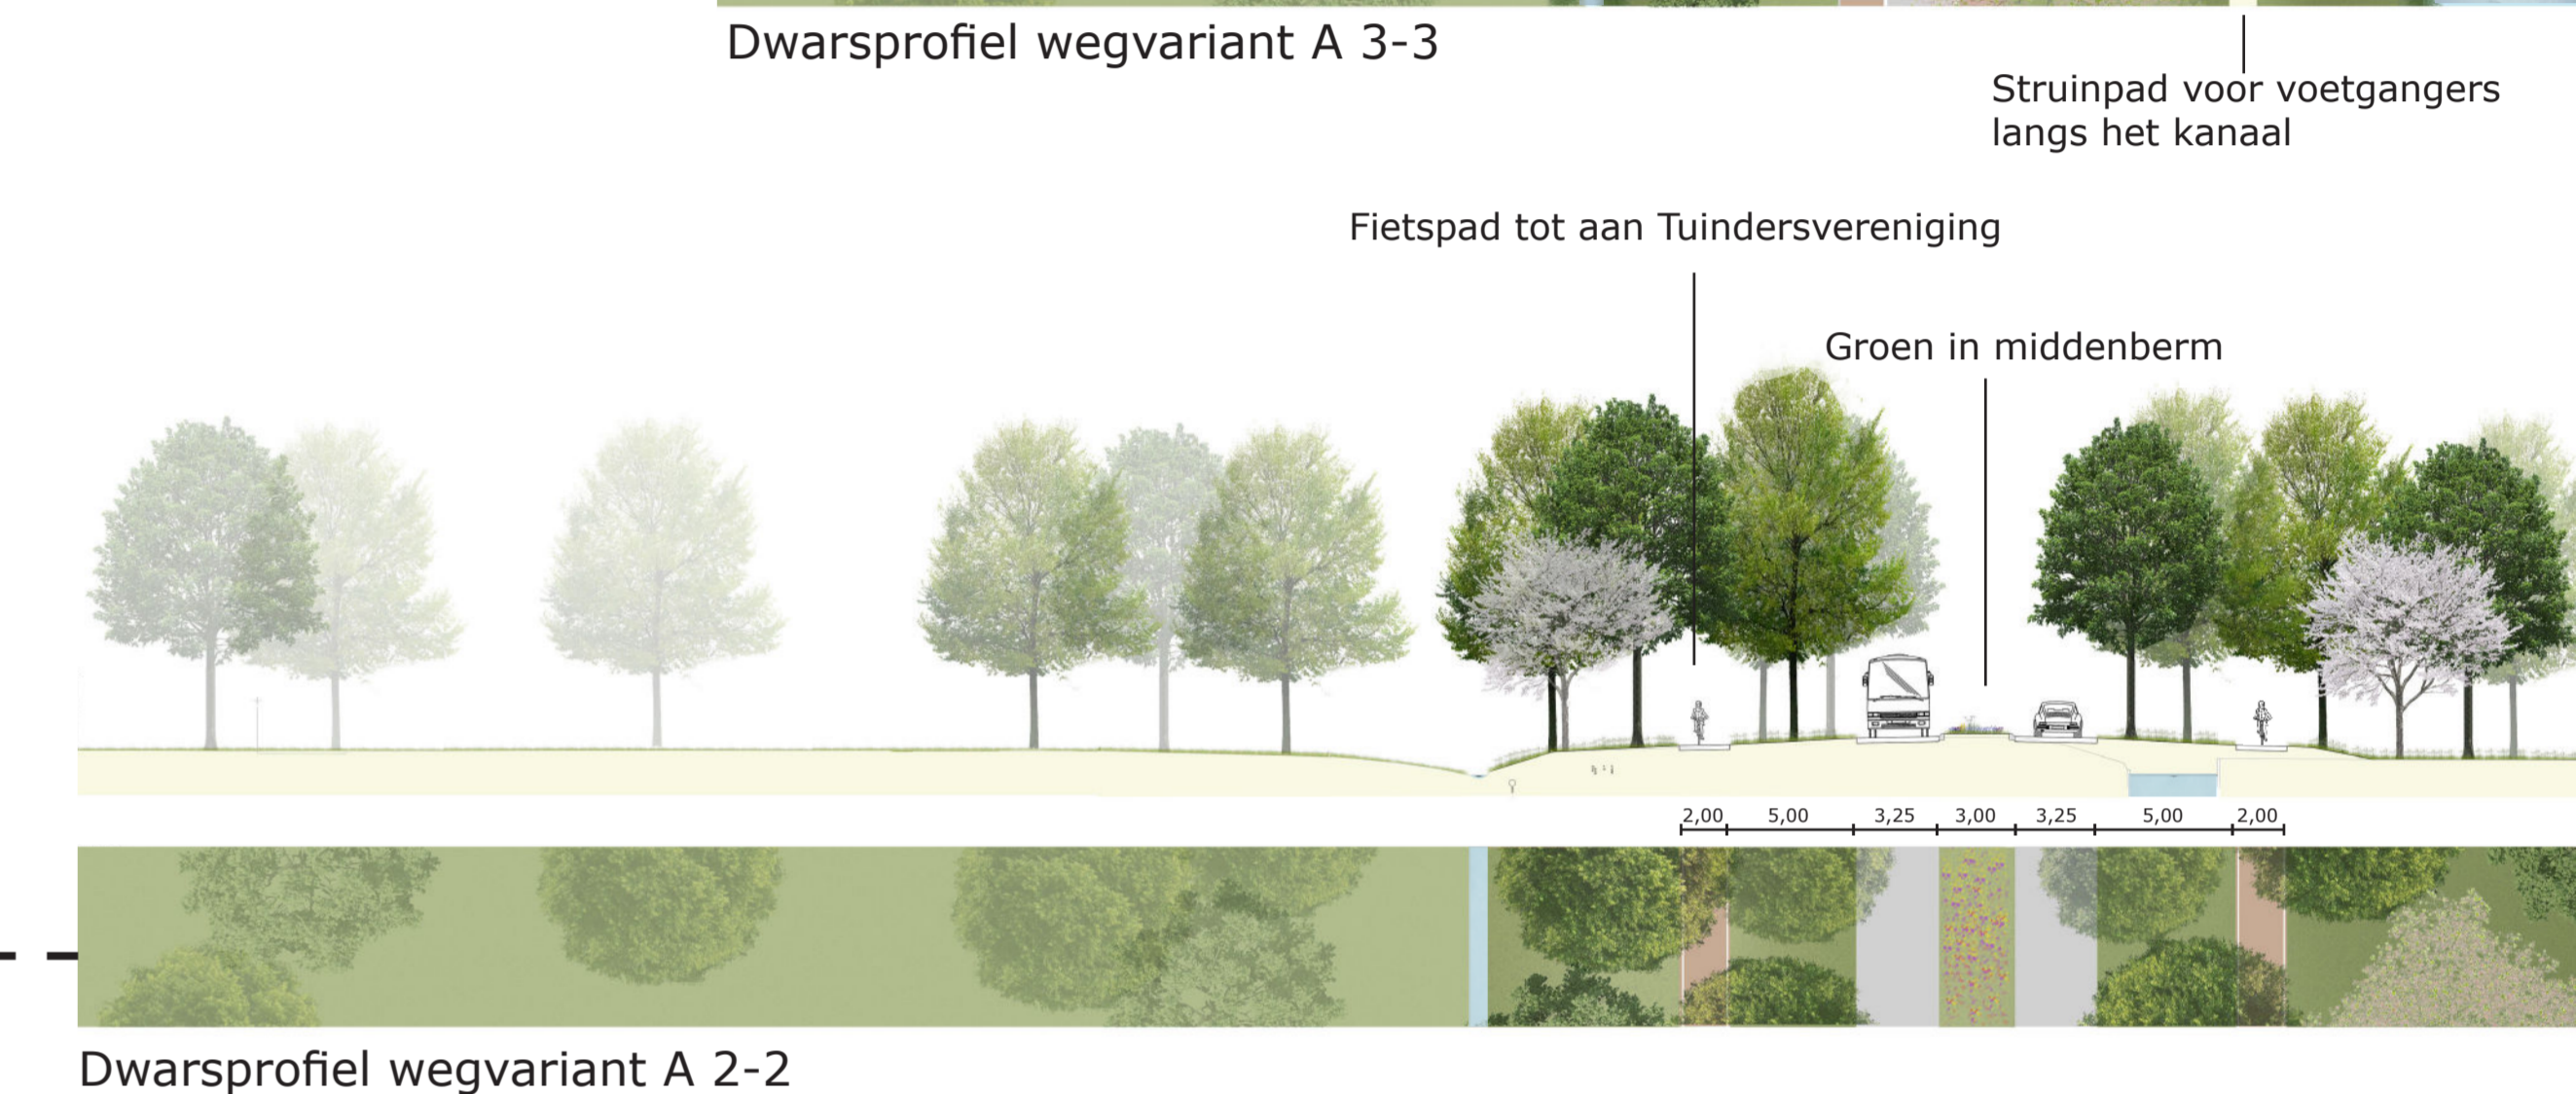 Dwarsprofiel wegvariant A 3-3
Struinpad voor voetgangers
langs het kanaal
Fietspad tot aan Tuindersvereniging
Groen in middenberm
2,00 5,00 3,25 3,00 3,25 5,00 2,00
Dwarsprofiel wegvariant A 2-2